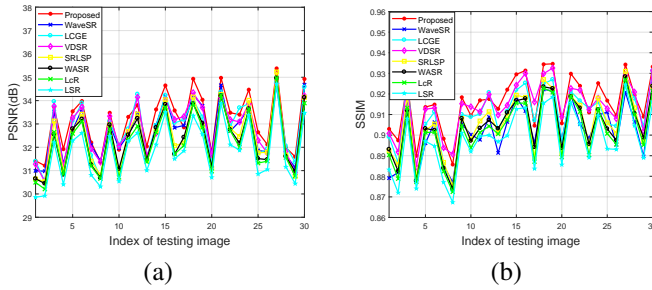 37
36
35
34
33
32
31
30
29
PSNR(dB)
Proposed
WaveSR
LCGE
VDSR
SRLSP
WASR
LcR
LSR
5 10 15 20 25 30
Index of testing image
(a)
0.96
0.95
0.94
0.93
0.92
0.91
0.90
0.89
0.88
0.87
0.86
SSIM
Proposed
WaveSR
LCGE
VDSR
SRLSP
WASR
LcR
LSR
5 10 15 20 25 30
Index of testing image
(b)